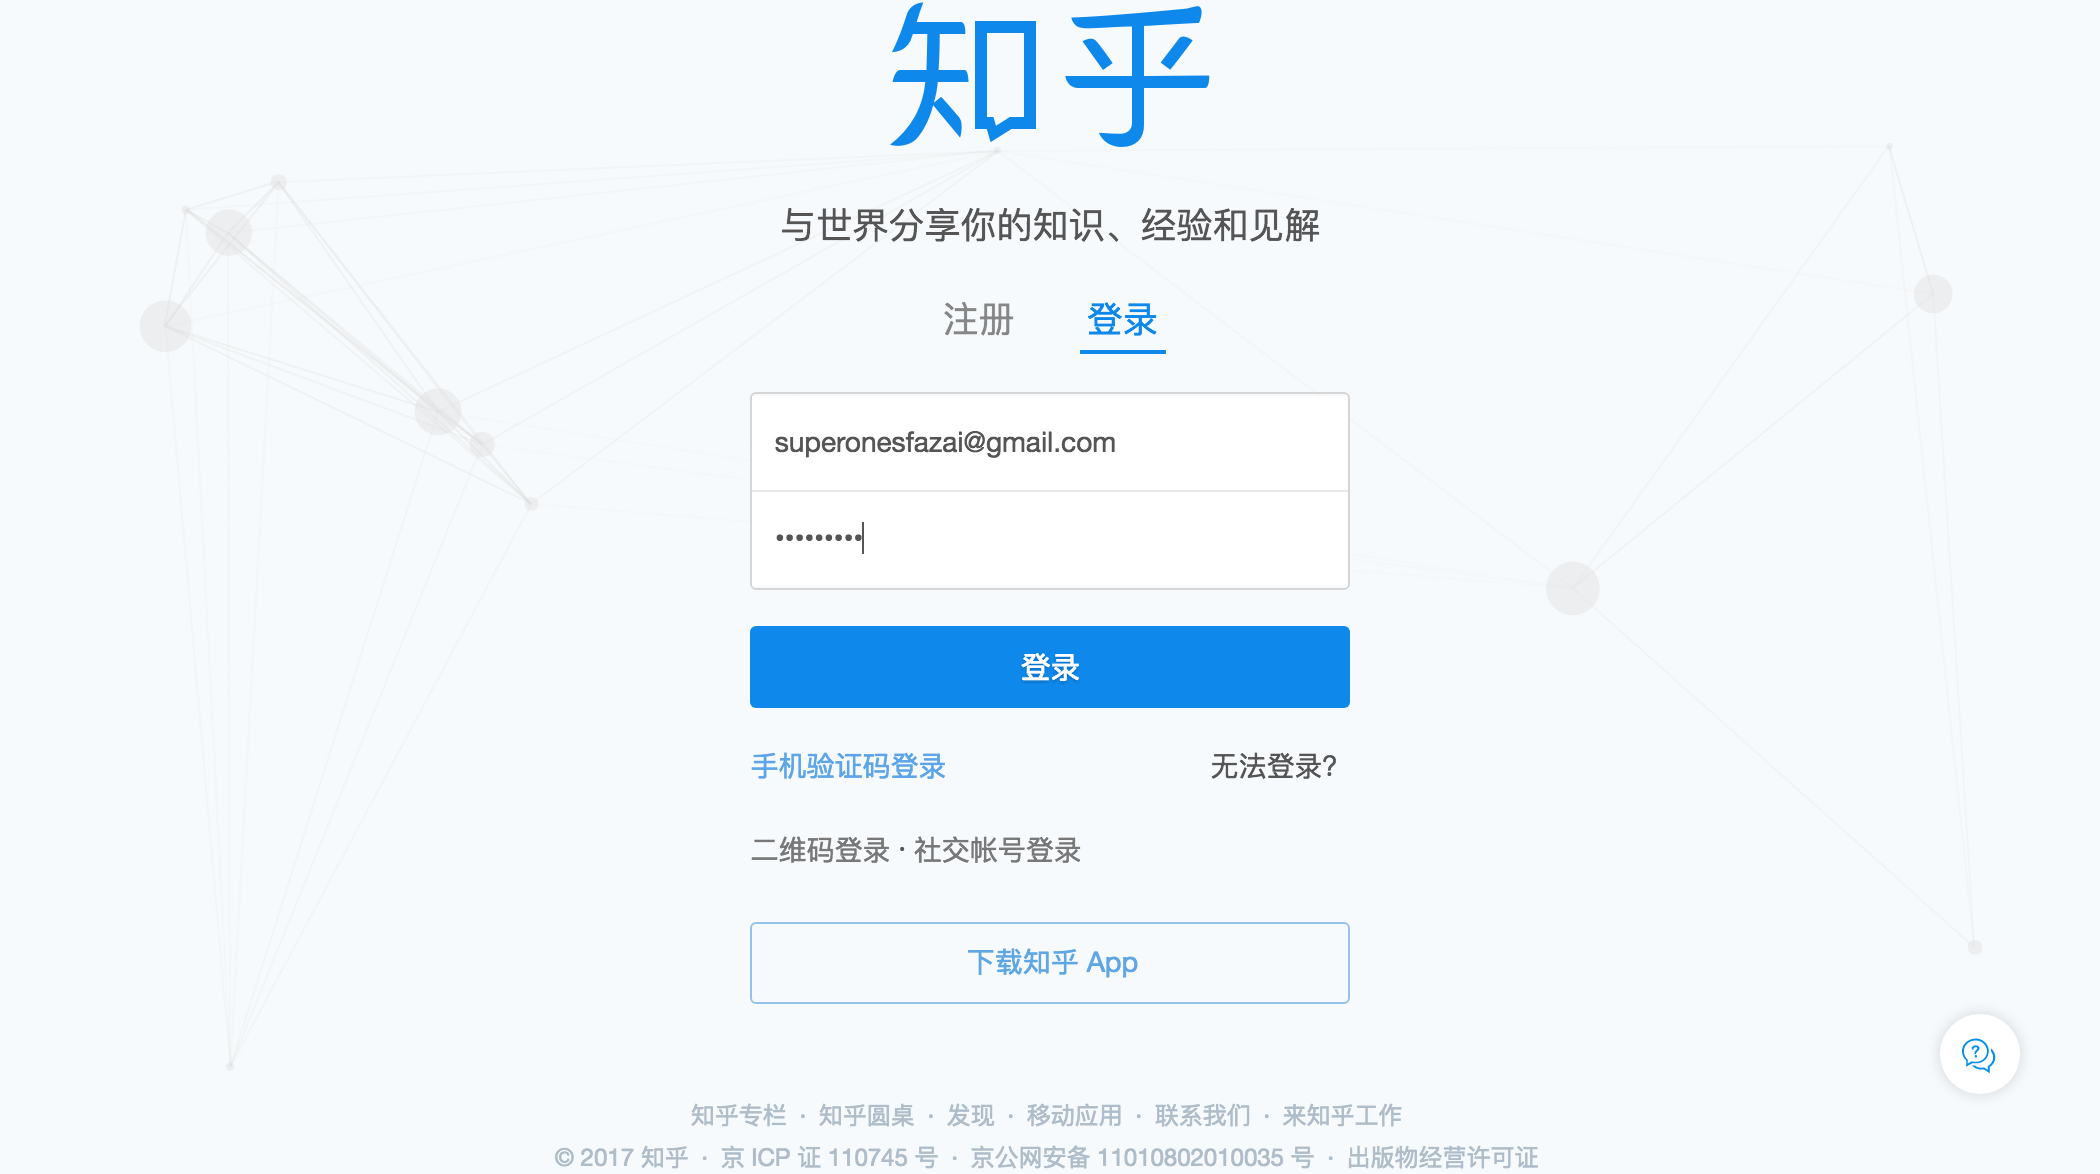 知乎
与世界分享你的知识、经验和见解
注册 登录
superonesfazai@gmail.com
•••••••••
登录
手机验证码登录 无法登录?
二维码登录 · 社交帐号登录
下载知乎 App
知乎专栏 · 知乎圆桌 · 发现 · 移动应用 · 联系我们 · 来知乎工作
© 2017 知乎 · 京 ICP 证 110745 号 · 京公网安备 11010802010035 号 · 出版物经营许可证